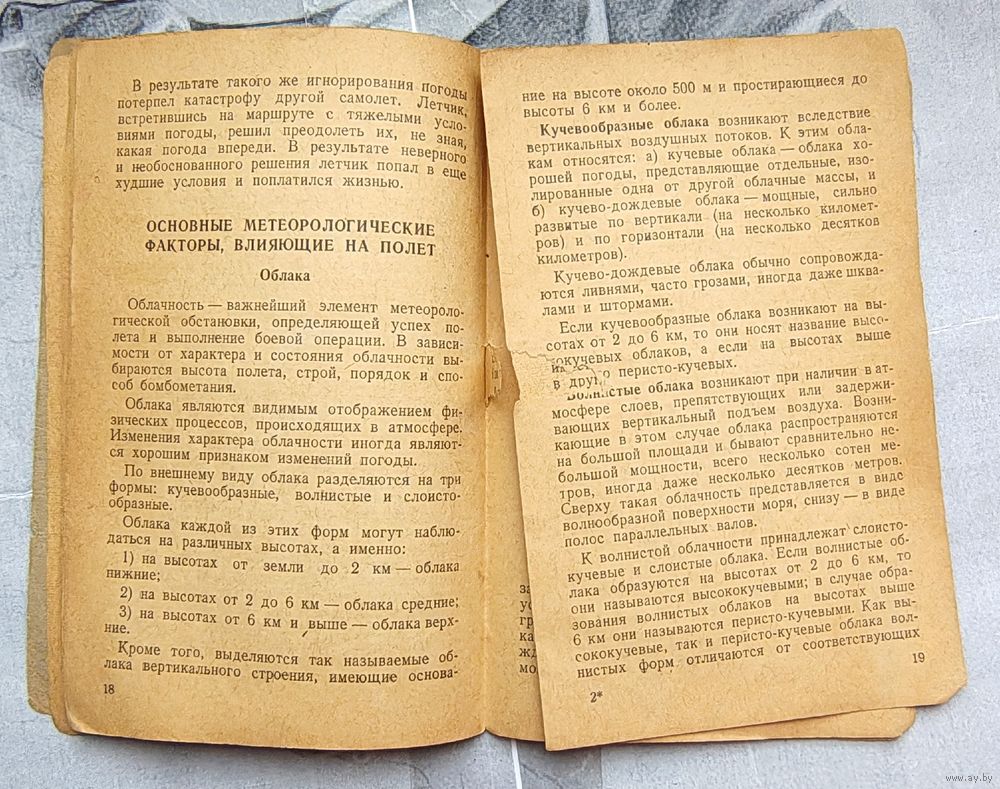 В результате такого же игнорирования погоды
потерпел катастрофу другой самолет. Летчик,
встретившись на маршруте с тяжелыми усло-
виями погоды, решил преодолеть их, не зная,
какая погода впереди. В результате неверного
и необоснованного решения летчик попал в еще
худшие условия и поплатился жизнью.
ОСНОВНЫЕ МЕТЕОРОЛОГИЧЕСКИЕ
ФАКТОРЫ, ВЛИЯЮЩИЕ НА ПОЛЕТ
Облака
Облачность — важнейший элемент метеороло-
гической обстановки, определяющей успех по-
лета и выполнение боевой операции. В зависи-
мости от характера и состояния облачности вы-
бираются высота полета, строй, порядок и спо-
соб бомбометания.
Облака являются видимым отображением фи-
зических процессов, происходящих в атмосфере.
Изменения характера облачности иногда являют-
ся хорошим признаком изменений погоды.
По внешнему виду облака разделяются на три
формы: кучевообразные, волнистые и слоисто-
образные.
Облака каждой из этих форм могут наблю-
даться на различных высотах, а именно:
1) на высотах от земли до 2 км — облака
нижние;
2) на высотах от 2 до 6 км — облака средние;
3) на высотах от 6 км и выше — облака верх-
ние.
Кроме того, выделяются так называемые об-
лака вертикального строения, имеющие основа-
18
ние на высоте около 500 м и простирающиеся до
высоты 6 км и более.
Кучевообразные облака возникают вследствие
вертикальных воздушных потоков. К этим обла-
кам относятся: а) кучевые облака — облака хо-
рошей погоды, представляющие отдельные, изо-
лированные одна от другой облачные массы, и
б) кучево-дождевые облака — мощные, сильно
развитые по вертикали (на несколько километ-
ров) и по горизонтали (на несколько десятков
километров).
Кучево-дождевые облака обычно сопровожда-
ются ливнями, часто грозами, иногда даже шква-
лами и штормами.
Если кучевообразные облака возникают на вы-
сотах от 2 до 6 км, то они носят название высо-
кокучевых облаков, а если на высотах выше
перисто-кучевых.
Волнистые облака возникают при наличии в ат-
мосфере слоев, препятствующих или задержи-
вающих вертикальный подъем воздуха. Возни-
кающие в этом случае облака распространяются
на большой площади и бывают сравнительно не-
большой мощности, всего несколько сотен ме-
тров, иногда даже несколько десятков метров.
Сверху такая облачность представляется в виде
волнообразной поверхности моря, снизу — в виде
полос параллельных валов.
К волнистой облачности принадлежат слоисто-
кучевые и слоистые облака. Если волнистые об-
лака образуются на высотах от 2 до 6 км, то
они называются высококучевыми; в случае обра-
зования волнистых облаков на высотах выше
6 км они называются перисто-кучевыми. Как вы-
сококучевые, так и перисто-кучевые облака вол-
нистых форм отличаются от соответствующих
2*
19
www.ay.by